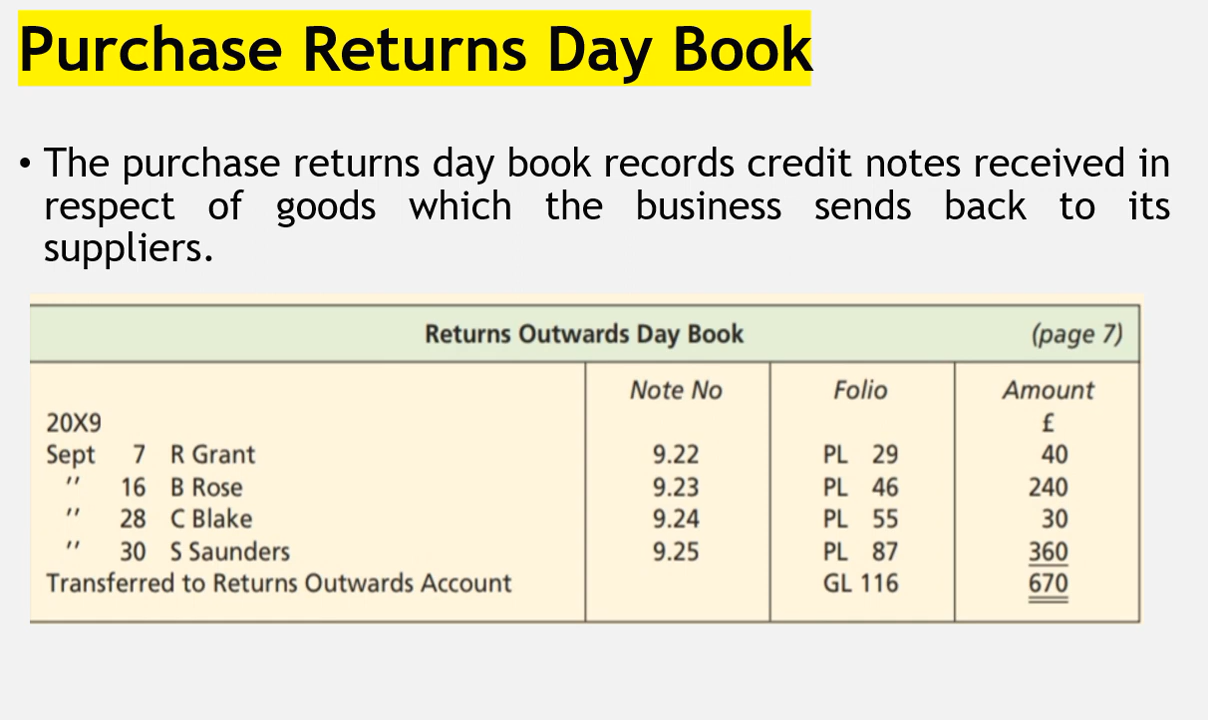 Purchase Returns Day Book
• The purchase returns day book records credit notes received in
respect of goods which the business sends back to its
suppliers.
Returns Outwards Day Book (page 7)
Note No Folio Amount
20X9 £
Sept 7 R Grant 9.22 PL 29 40
" 16 B Rose 9.23 PL 46 240
" 28 C Blake 9.24 PL 55 30
" 30 S Saunders 9.25 PL 87 360
Transferred to Returns Outwards Account GL 116 670